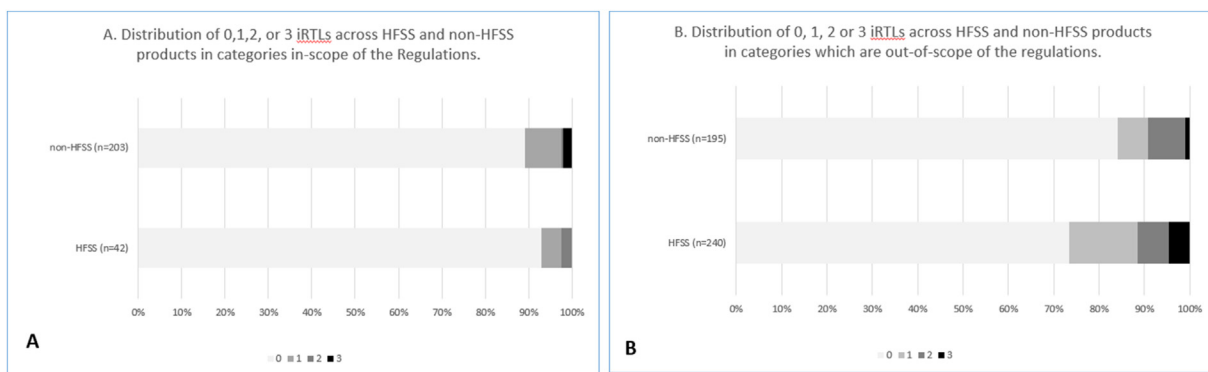 A. Distribution of 0,1,2, or 3 iRTLs across HFSS and non-HFSS
products in categories in-scope of the Regulations.
non-HFSS (n=203)
HFSS (n=42)
0% 10% 20% 30% 40% 50% 60% 70% 80% 90% 100%
A
0 1 2 3
B. Distribution of 0, 1, 2 or 3 iRTLs across HFSS and non-HFSS products
in categories which are out-of-scope of the regulations.
non-HFSS (n=195)
HFSS (n=240)
0% 10% 20% 30% 40% 50% 60% 70% 80% 90% 100%
B
0 1 2 3